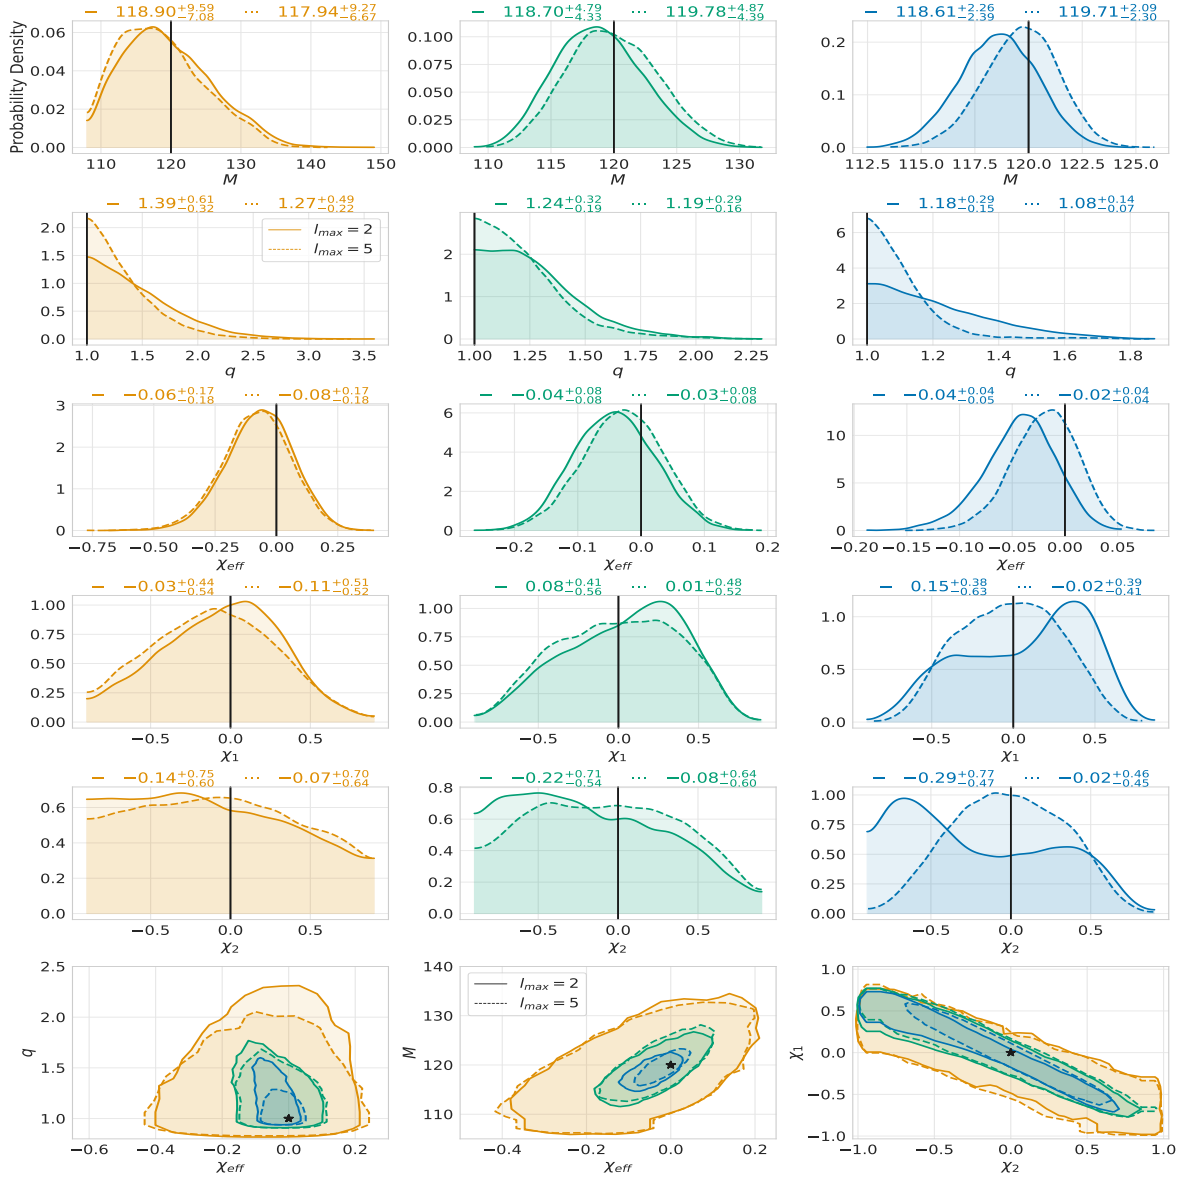 − 118.90+9.59−7.08 ··· 117.94+9.27−6.67
− 118.70+4.79−4.33 ··· 119.78+4.87−4.39
− 118.61+2.26−2.39 ··· 119.71+2.09−2.30
Probability Density
0.06
0.04
0.02
0.00
110 120 130 140 150
M
0.100
0.075
0.050
0.025
0.000
110 115 120 125 130
M
0.2
0.1
0.0
112.5 115.0 117.5 120.0 122.5 125.0
M
− 1.39+0.61−0.32 ··· 1.27+0.49−0.22
− 1.24+0.32−0.19 ··· 1.19+0.29−0.16
− 1.18+0.29−0.15 ··· 1.08+0.14−0.07
2.0
1.5
1.0
0.5
0.0
lmax = 2
lmax = 5
1.0 1.5 2.0 2.5 3.0 3.5
q
2
1
0
1.00 1.25 1.50 1.75 2.00 2.25
q
6
4
2
0
1.0 1.2 1.4 1.6 1.8
q
− −0.06+0.17−0.18 ··· −0.08+0.17−0.18
− −0.04+0.08−0.08 ··· −0.03+0.08−0.08
− −0.04+0.04−0.05 ··· −0.02+0.04−0.04
3
2
1
0
−0.75 −0.50 −0.25 0.00 0.25
χeff
6
4
2
0
−0.2 −0.1 0.0 0.1 0.2
χeff
10
5
0
−0.20 −0.15 −0.10 −0.05 0.00 0.05
χeff
− −0.03+0.44−0.54 ··· −0.11+0.51−0.52
− 0.08+0.41−0.56 ··· 0.01+0.48−0.52
− 0.15+0.38−0.63 ··· −0.02+0.39−0.41
1.00
0.75
0.50
0.25
0.00
−0.5 0.0 0.5
χ1
1.00
0.75
0.50
0.25
0.00
−0.5 0.0 0.5
χ1
1.0
0.5
0.0
−0.5 0.0 0.5
χ1
− −0.14+0.75−0.60 ··· −0.07+0.70−0.64
− −0.22+0.71−0.54 ··· −0.08+0.64−0.60
− −0.29+0.77−0.47 ··· −0.02+0.46−0.45
0.6
0.4
0.2
0.0
−0.5 0.0 0.5
χ2
0.8
0.6
0.4
0.2
0.0
−0.5 0.0 0.5
χ2
1.00
0.75
0.50
0.25
0.00
−0.5 0.0 0.5
χ2
2.5
2.0
1.5
1.0
q
−0.6 −0.4 −0.2 0.0 0.2
χeff
140
130
120
110
M
lmax = 2
lmax = 5
−0.4 −0.2 0.0 0.2
χeff
1.0
0.5
0.0
−0.5
−1.0
χ1
−1.0 −0.5 0.0 0.5 1.0
χ2